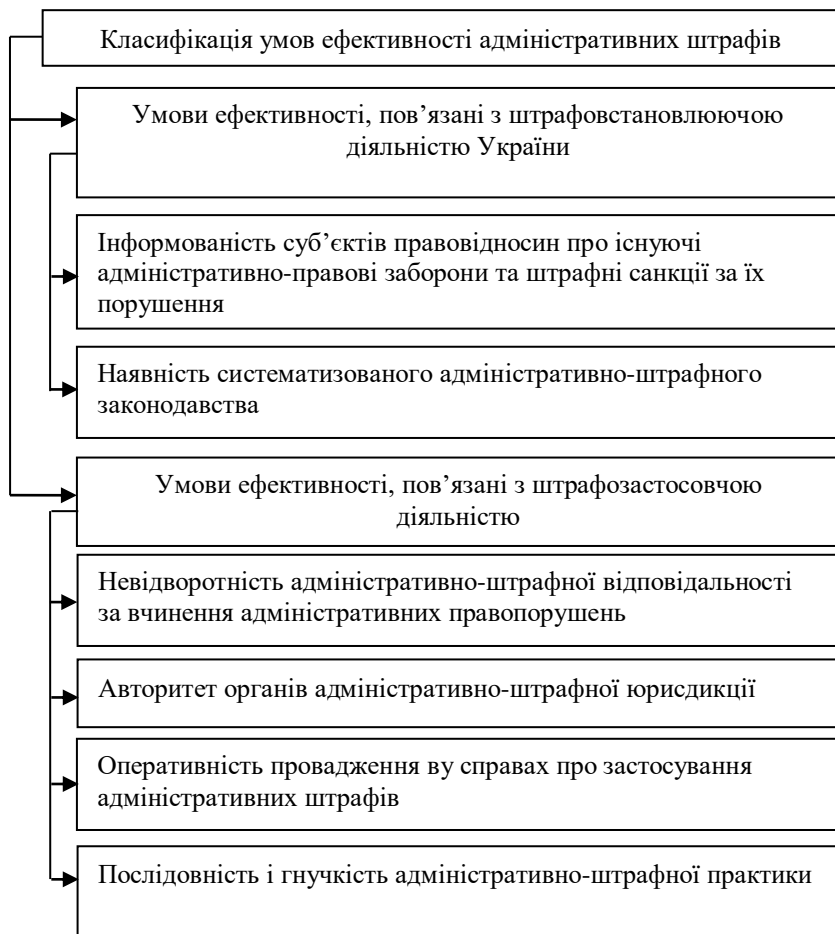 Класифікація умов ефективності адміністративних штрафів
Умови ефективності, пов’язані з штрафовстановлюючою
діяльністю України
Інформованість суб’єктів правовідносин про існуючі
адміністративно-правові заборони та штрафні санкції за їх
порушення
Наявність систематизованого адміністративно-штрафного
законодавства
Умови ефективності, пов’язані з штрафозастосовчою
діяльністю
Невідворотність адміністративно-штрафної відповідальності
за вчинення адміністративних правопорушень
Авторитет органів адміністративно-штрафної юрисдикції
Оперативність провадження ву справах про застосування
адміністративних штрафів
Послідовність і гнучкість адміністративно-штрафної практики